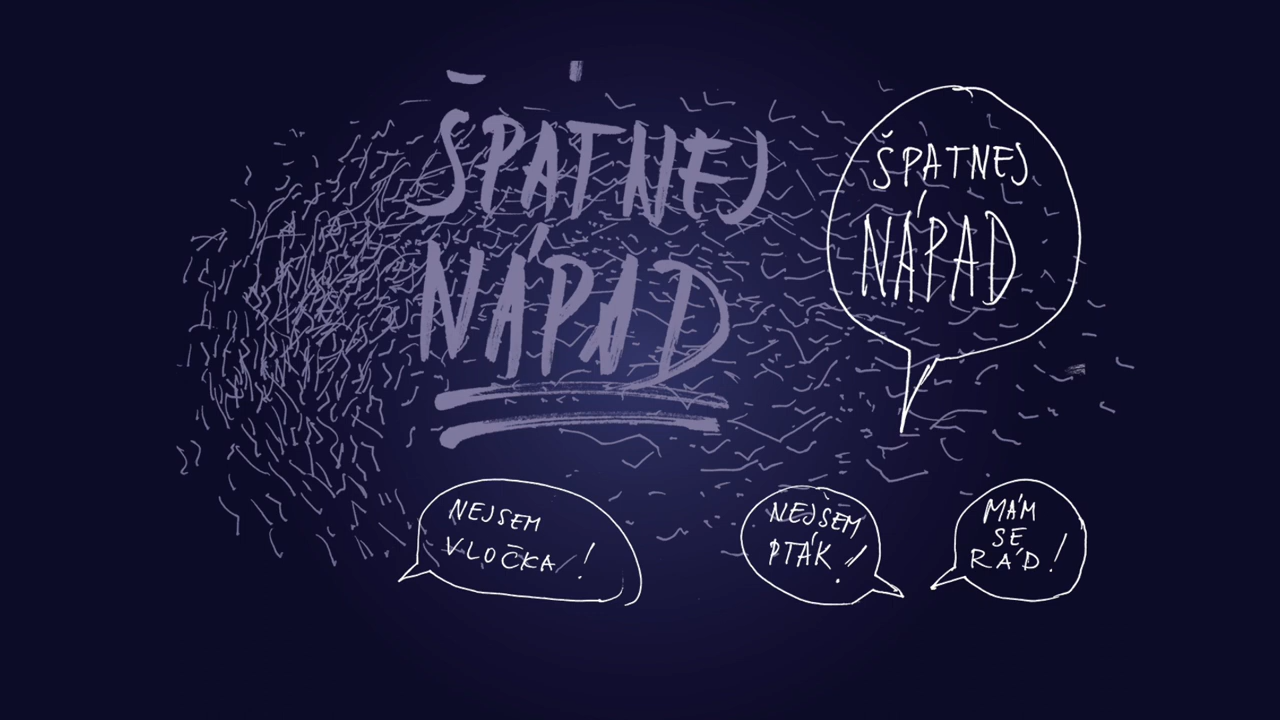 ŠPATNEJ
NÁPAD
ŠPATNEJ
NÁPAD
NEJSEM
VLOČKA!
NEJSEM
PTÁK!
MÁM
SE
RÁD!